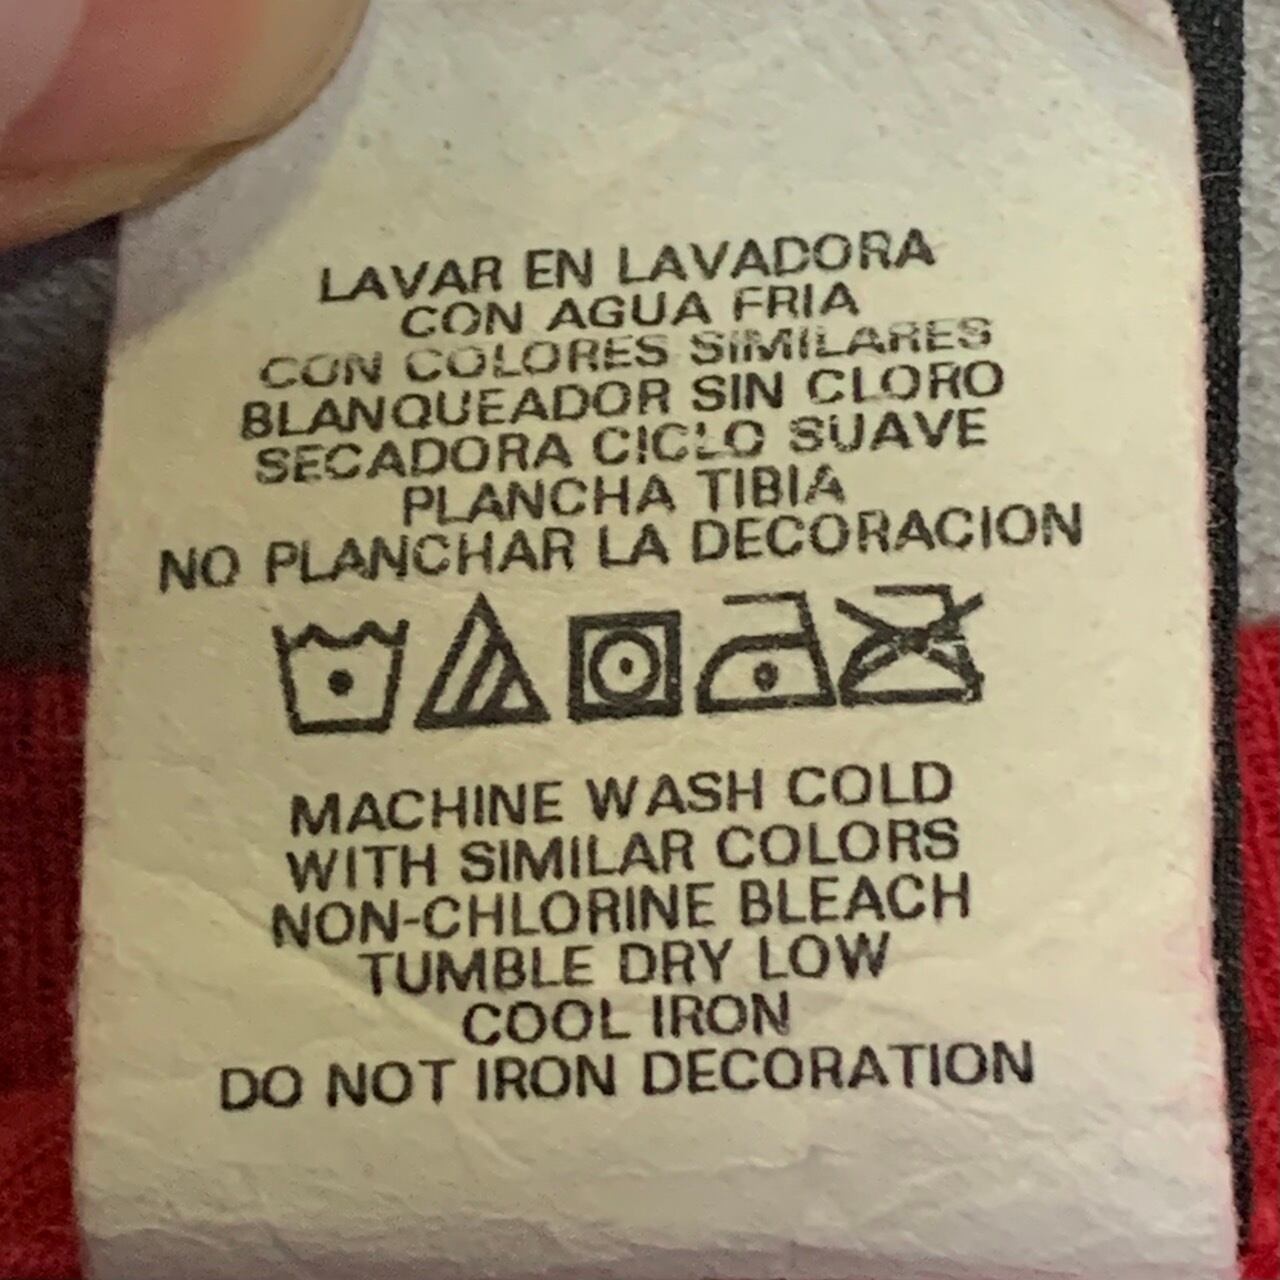 LAVAR EN LAVADORA
CON AGUA FRIA
CON COLORES SIMILARES
BLANQUEADOR SIN CLORO
SECADORA CICLO SUAVE
PLANCHA TIBIA
NO PLANCHAR LA DECORACION
MACHINE WASH COLD
WITH SIMILAR COLORS
NON-CHLORINE BLEACH
TUMBLE DRY LOW
COOL IRON
DO NOT IRON DECORATION